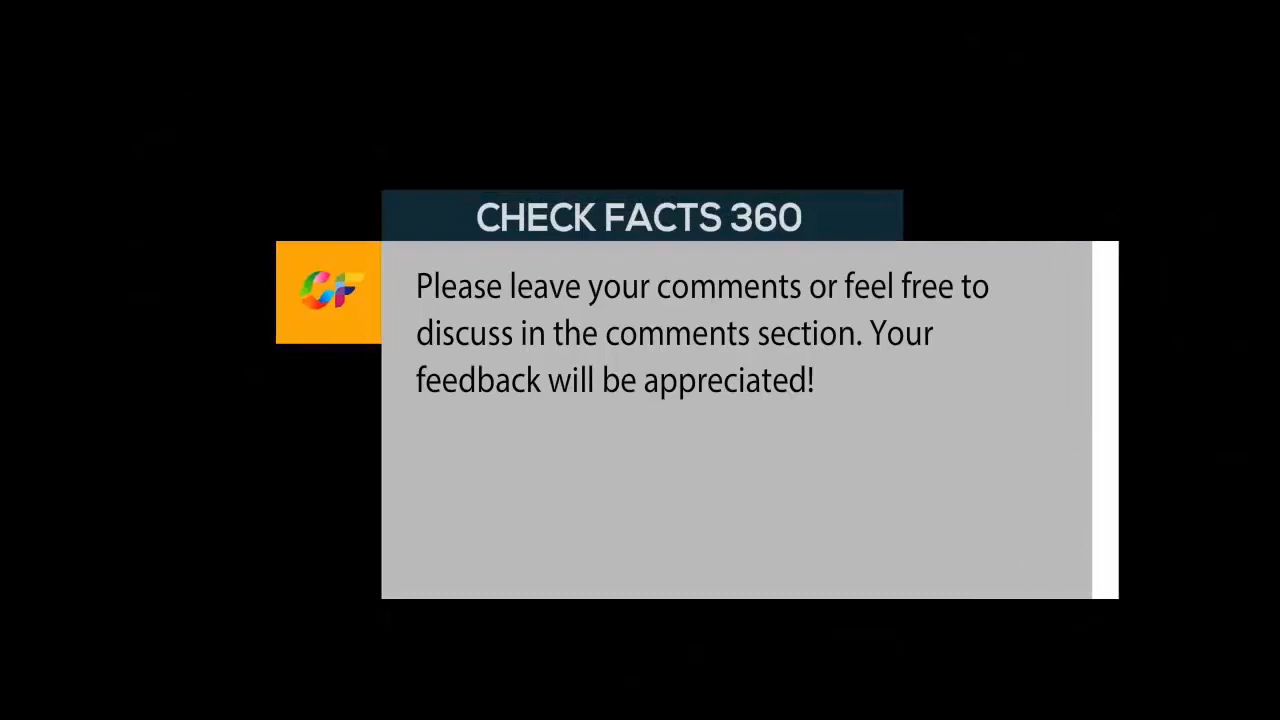 CHECK FACTS 360
CF
Please leave your comments or feel free to
discuss in the comments section. Your
feedback will be appreciated!